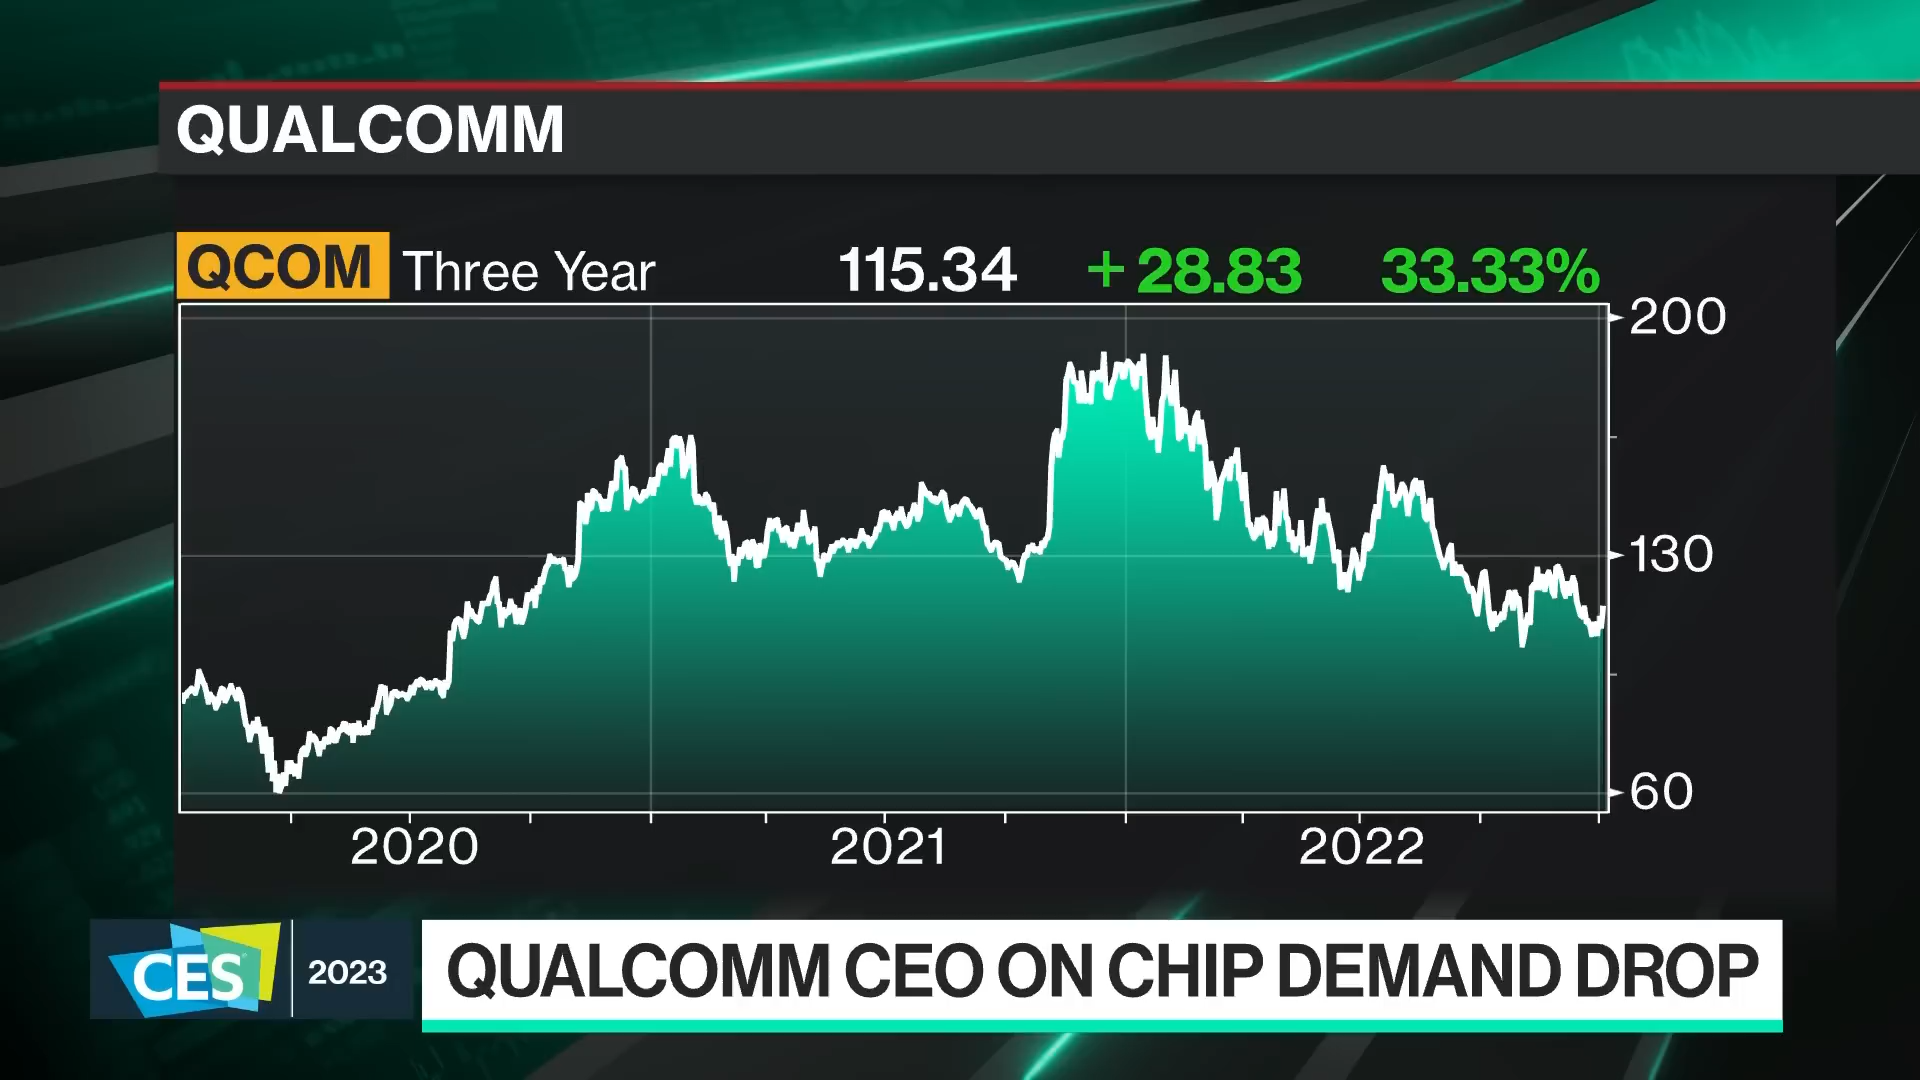 QUALCOMM
QCOM Three Year 115.34 +28.83 33.33%
200
130
60
2020 2021 2022
CES 2023
QUALCOMM CEO ON CHIP DEMAND DROP